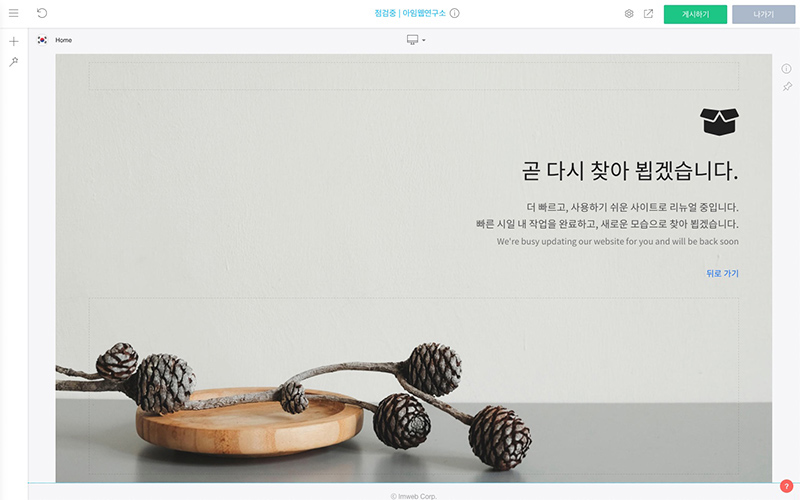 점검중 | 아임웹연구소
게시하기
나가기
Home
곧 다시 찾아 뵙겠습니다.
더 빠르고, 사용하기 쉬운 사이트로 리뉴얼 중입니다.
빠른 시일 내 작업을 완료하고, 새로운 모습으로 찾아 뵙겠습니다.
We're busy updating our website for you and will be back soon
뒤로 가기
?
© Imweb Corp.